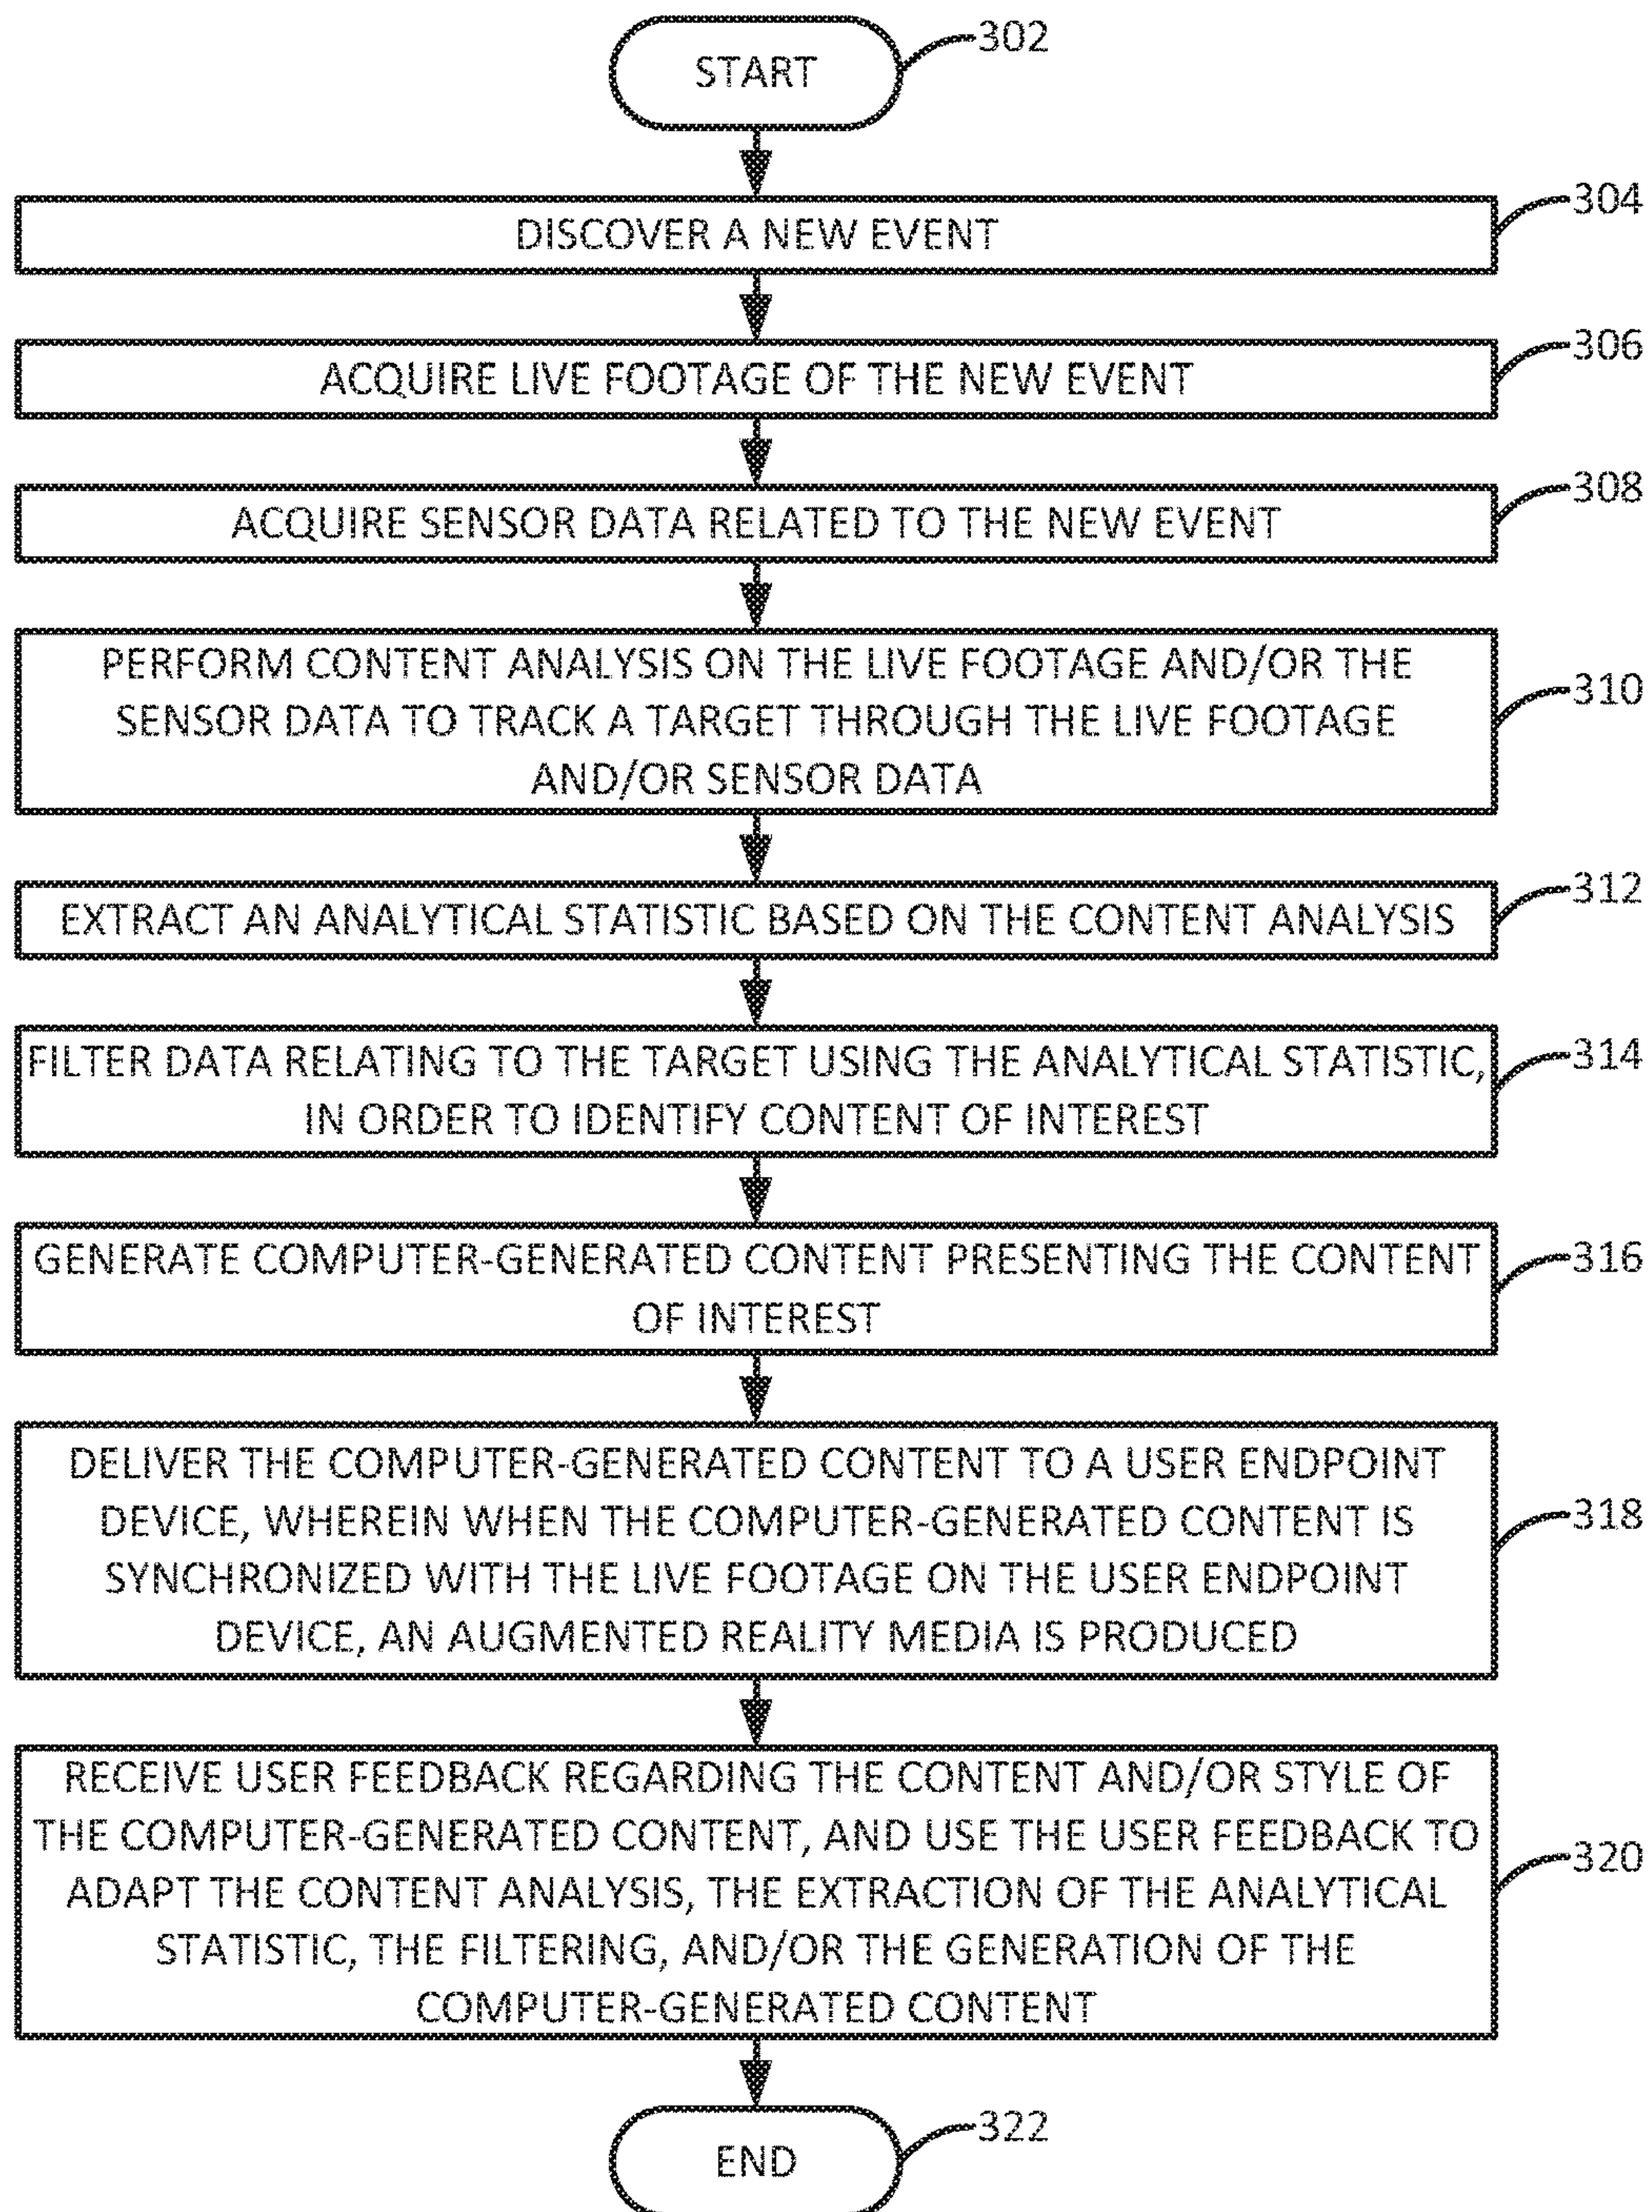 START
302
DISCOVER A NEW EVENT
304
ACQUIRE LIVE FOOTAGE OF THE NEW EVENT
306
ACQUIRE SENSOR DATA RELATED TO THE NEW EVENT
308
PERFORM CONTENT ANALYSIS ON THE LIVE FOOTAGE AND/OR THE
SENSOR DATA TO TRACK A TARGET THROUGH THE LIVE FOOTAGE
AND/OR SENSOR DATA
310
EXTRACT AN ANALYTICAL STATISTIC BASED ON THE CONTENT ANALYSIS
312
FILTER DATA RELATING TO THE TARGET USING THE ANALYTICAL STATISTIC,
IN ORDER TO IDENTIFY CONTENT OF INTEREST
314
GENERATE COMPUTER-GENERATED CONTENT PRESENTING THE CONTENT
OF INTEREST
316
DELIVER THE COMPUTER-GENERATED CONTENT TO A USER ENDPOINT
DEVICE, WHEREIN WHEN THE COMPUTER-GENERATED CONTENT IS
SYNCHRONIZED WITH THE LIVE FOOTAGE ON THE USER ENDPOINT
DEVICE, AN AUGMENTED REALITY MEDIA IS PRODUCED
318
RECEIVE USER FEEDBACK REGARDING THE CONTENT AND/OR STYLE OF
THE COMPUTER-GENERATED CONTENT, AND USE THE USER FEEDBACK TO
ADAPT THE CONTENT ANALYSIS, THE EXTRACTION OF THE ANALYTICAL
STATISTIC, THE FILTERING, AND/OR THE GENERATION OF THE
COMPUTER-GENERATED CONTENT
320
END
322